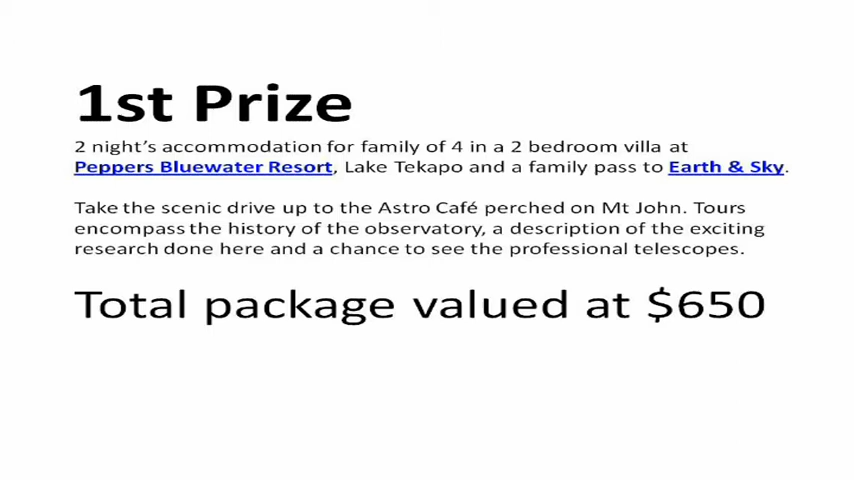 1st Prize
2 night's accommodation for family of 4 in a 2 bedroom villa at
Peppers Bluewater Resort, Lake Tekapo and a family pass to Earth & Sky.
Take the scenic drive up to the Astro Café perched on Mt John. Tours
encompass the history of the observatory, a description of the exciting
research done here and a chance to see the professional telescopes.
Total package valued at $650